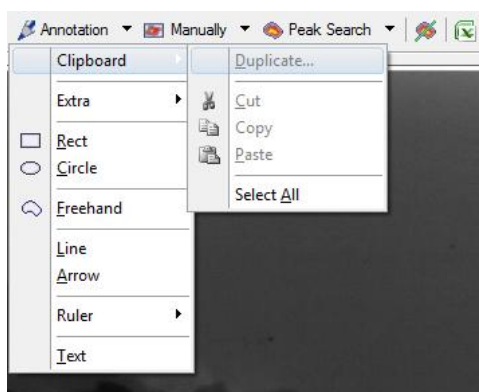 Annotation Manually Peak Search
Clipboard
Extra
Rect
Circle
Freehand
Line
Arrow
Ruler
Text
Duplicate...
Cut
Copy
Paste
Select All